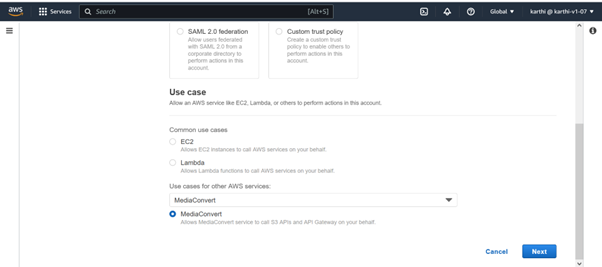 aws
Services
Search
[Alt+S]
Global
karthi @ karthi-v1-07
SAML 2.0 federation
Allow users federated
with SAML 2.0 from a
corporate directory to
perform actions in this
account.
Custom trust policy
Create a custom trust
policy to enable others to
perform actions in this
account.
Use case
Allow an AWS service like EC2, Lambda, or others to perform actions in this account.
Common use cases
EC2
Allows EC2 instances to call AWS services on your behalf.
Lambda
Allows Lambda functions to call AWS services on your behalf.
Use cases for other AWS services:
MediaConvert
MediaConvert
Allows MediaConvert service to call S3 APIs and API Gateway on your behalf.
Cancel
Next